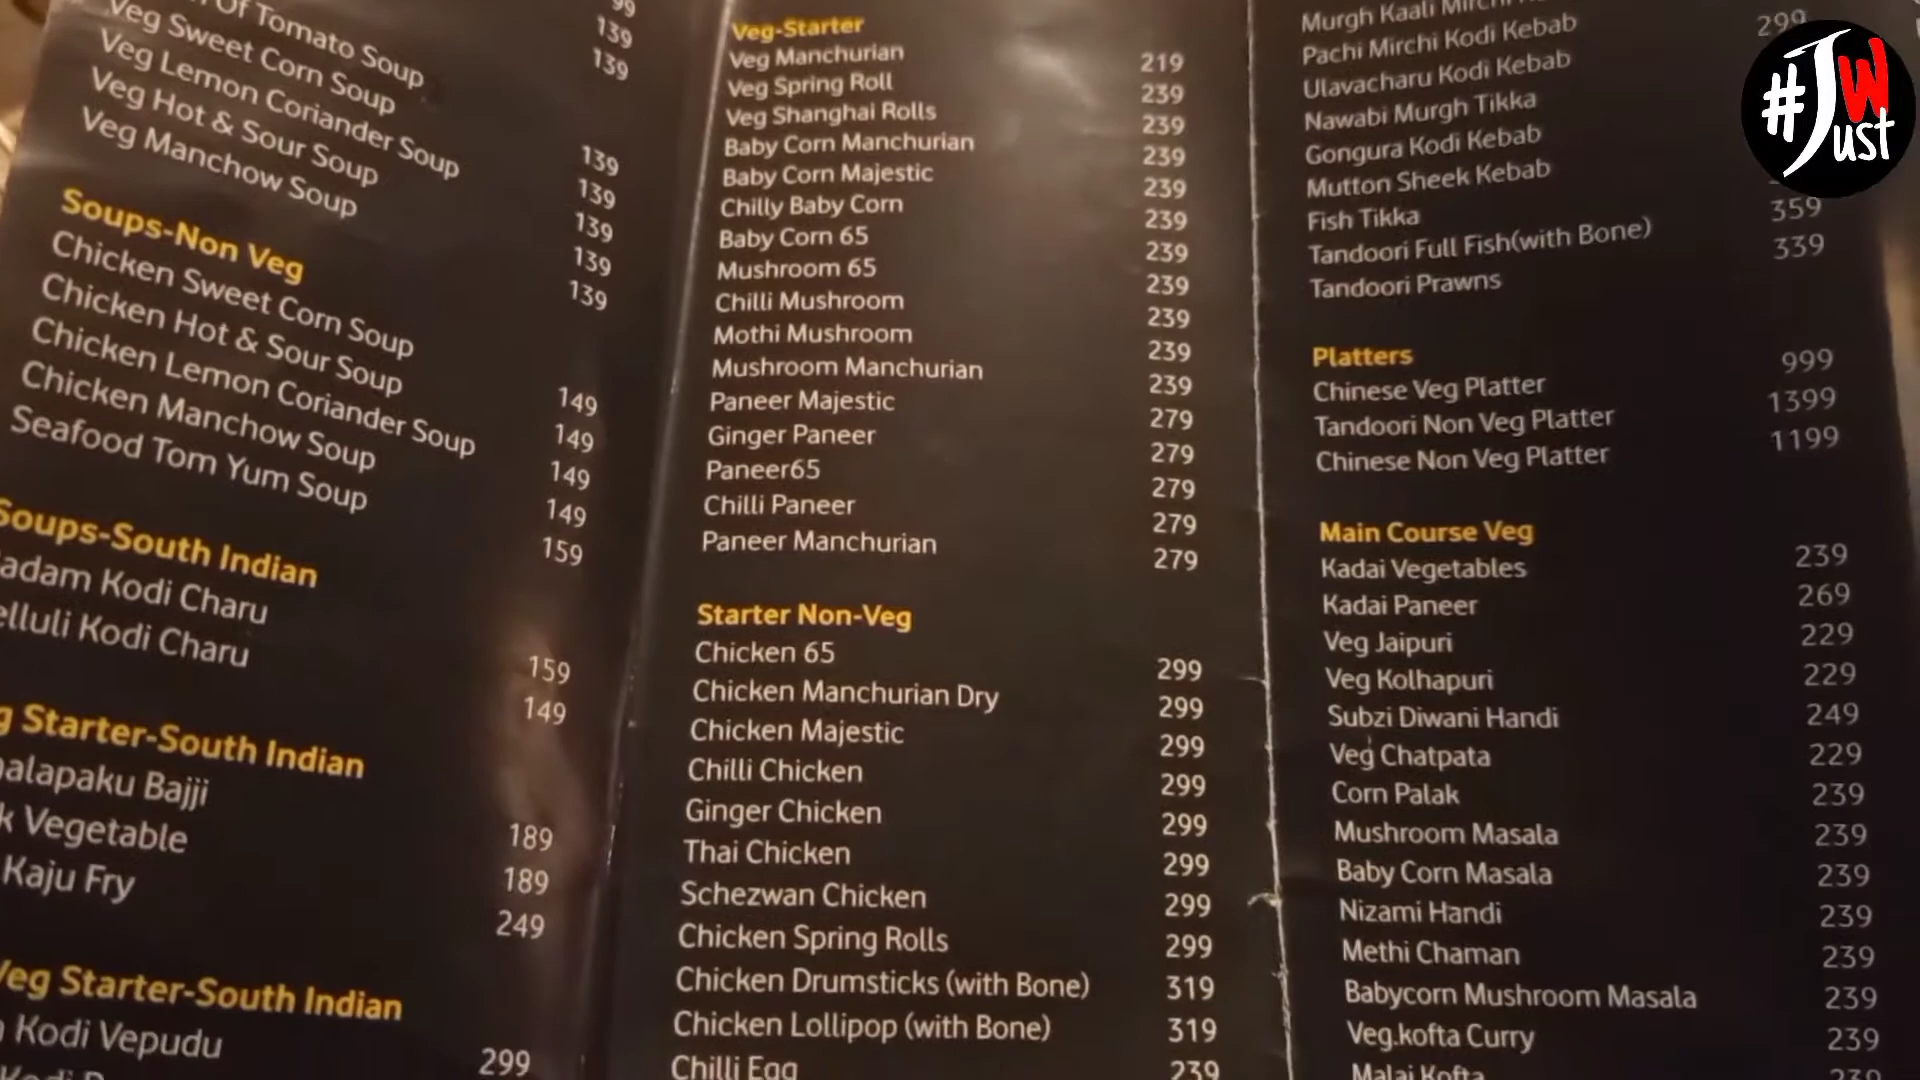 Of Tomato Soup
Veg Sweet Corn Soup
Veg Lemon Coriander Soup
Veg Hot & Sour Soup
Veg Manchow Soup
99
139
139
139
139
139
139
139
Soups-Non Veg
Chicken Sweet Corn Soup 149
Chicken Hot & Sour Soup 149
Chicken Lemon Coriander Soup 149
Chicken Manchow Soup 149
Seafood Tom Yum Soup 159
Soups-South Indian
Kodi Charu 159
Kodi Charu 149
Starter-South Indian
Bajji 189
Vegetable 189
Kaju Fry 249
Veg Starter-South Indian
Kodi Vepudu 299
Veg-Starter
Veg Manchurian 219
Veg Spring Roll 239
Veg Shanghai Rolls 239
Baby Corn Manchurian 239
Baby Corn Majestic 239
Chilly Baby Corn 239
Baby Corn 65 239
Mushroom 65 239
Chilli Mushroom 239
Mothi Mushroom 239
Mushroom Manchurian 239
Paneer Majestic 279
Ginger Paneer 279
Paneer65 279
Chilli Paneer 279
Paneer Manchurian 279
Starter Non-Veg
Chicken 65 299
Chicken Manchurian Dry 299
Chicken Majestic 299
Chilli Chicken 299
Ginger Chicken 299
Thai Chicken 299
Schezwan Chicken 299
Chicken Spring Rolls 299
Chicken Drumsticks (with Bone) 319
Chicken Lollipop (with Bone) 319
Chilli Egg 239
Murgh Kaali Mirch
Pachi Mirchi Kodi Kebab 299
Ulavacharu Kodi Kebab
Nawabi Murgh Tikka
Gongura Kodi Kebab
Mutton Sheek Kebab
Fish Tikka 359
Tandoori Full Fish(with Bone) 339
Tandoori Prawns
Platters
Chinese Veg Platter 999
Tandoori Non Veg Platter 1399
Chinese Non Veg Platter 1199
Main Course Veg
Kadai Vegetables 239
Kadai Paneer 269
Veg Jaipuri 229
Veg Kolhapuri 229
Subzi Diwani Handi 249
Veg Chatpata 229
Corn Palak 239
Mushroom Masala 239
Baby Corn Masala 239
Nizami Handi 239
Methi Chaman 239
Babycorn Mushroom Masala 239
Veg.kofta Curry 239
Malai Kofta 239
#Just W